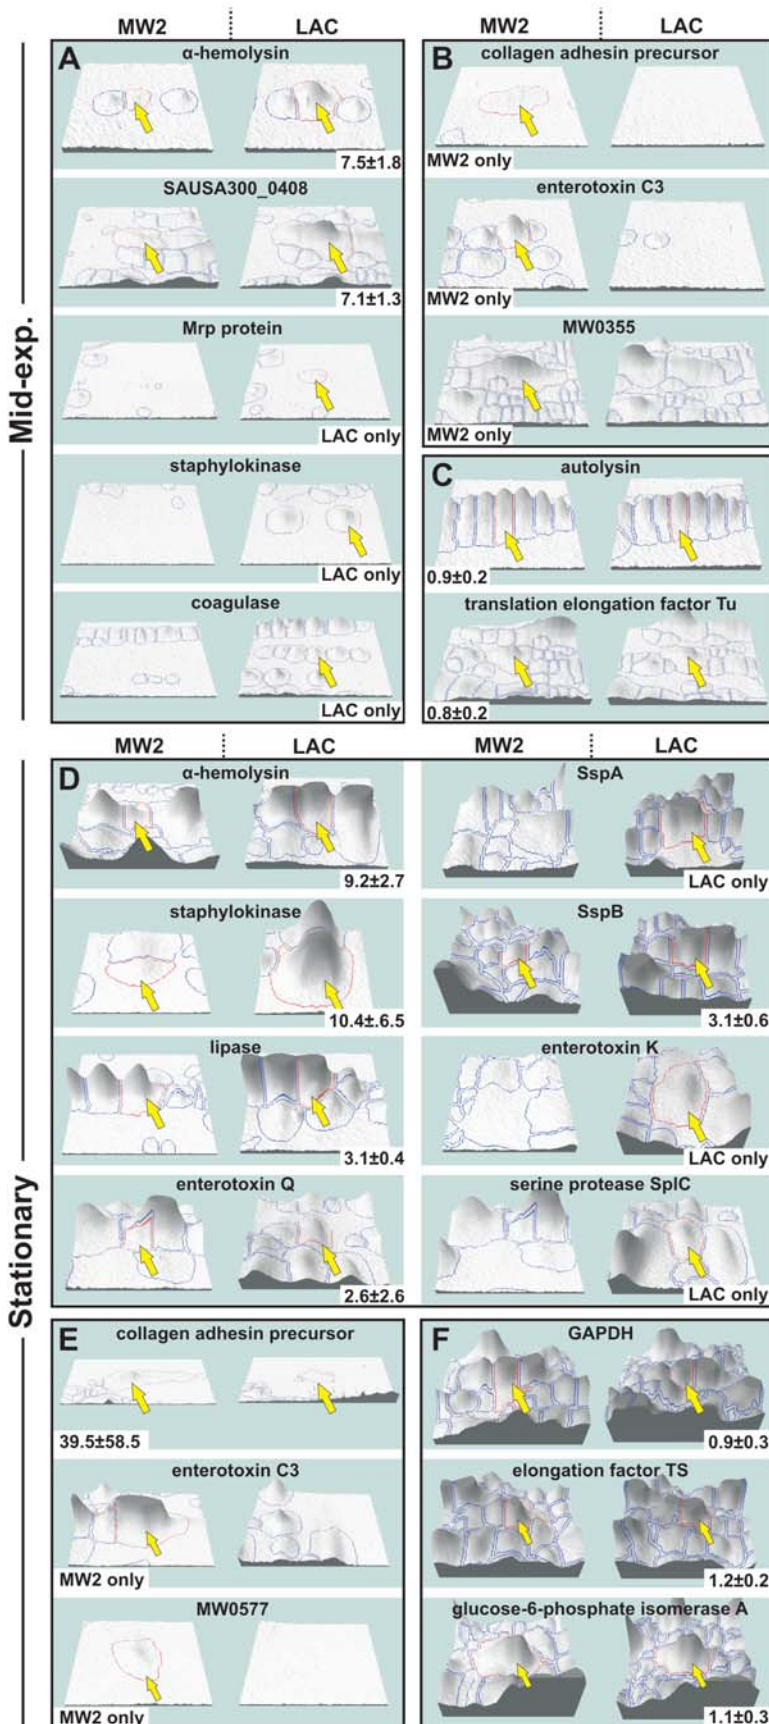 MW2 LAC MW2 LAC
Mid-exp.
A
α-hemolysin
7.5±1.8
SAUSA300_0408
7.1±1.3
Mrp protein
LAC only
staphylokinase
LAC only
coagulase
LAC only
B
collagen adhesin precursor
MW2 only
enterotoxin C3
MW2 only
MW0355
MW2 only
C
autolysin
0.9±0.2
translation elongation factor Tu
0.8±0.2
MW2 LAC MW2 LAC
Stationary
D
α-hemolysin
9.2±2.7
staphylokinase
10.4±.6.5
lipase
3.1±0.4
enterotoxin Q
2.6±2.6
SspA
LAC only
SspB
3.1±0.6
enterotoxin K
LAC only
serine protease SplC
LAC only
E
collagen adhesin precursor
39.5±58.5
enterotoxin C3
MW2 only
MW0577
MW2 only
F
GAPDH
0.9±0.3
elongation factor TS
1.2±0.2
glucose-6-phosphate isomerase A
1.1±0.3